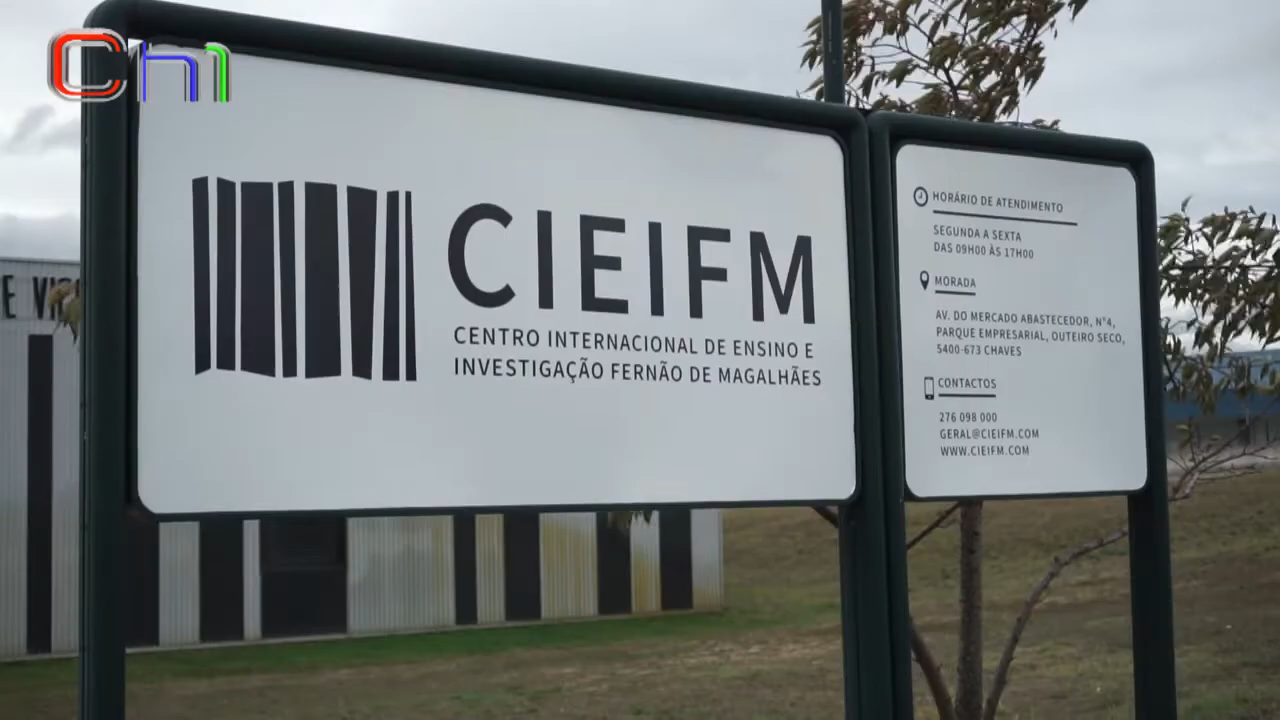 Ch1
CIEIFM
CENTRO INTERNACIONAL DE ENSINO E
INVESTIGAÇÃO FERNÃO DE MAGALHÃES
HORÁRIO DE ATENDIMENTO
SEGUNDA A SEXTA
DAS 09H00 ÀS 17H00
MORADA
AV. DO MERCADO ABASTECEDOR, Nº4,
PARQUE EMPRESARIAL, OUTEIRO SECO,
5400-673 CHAVES
CONTACTOS
276 098 000
GERAL@CIEIFM.COM
WWW.CIEIFM.COM